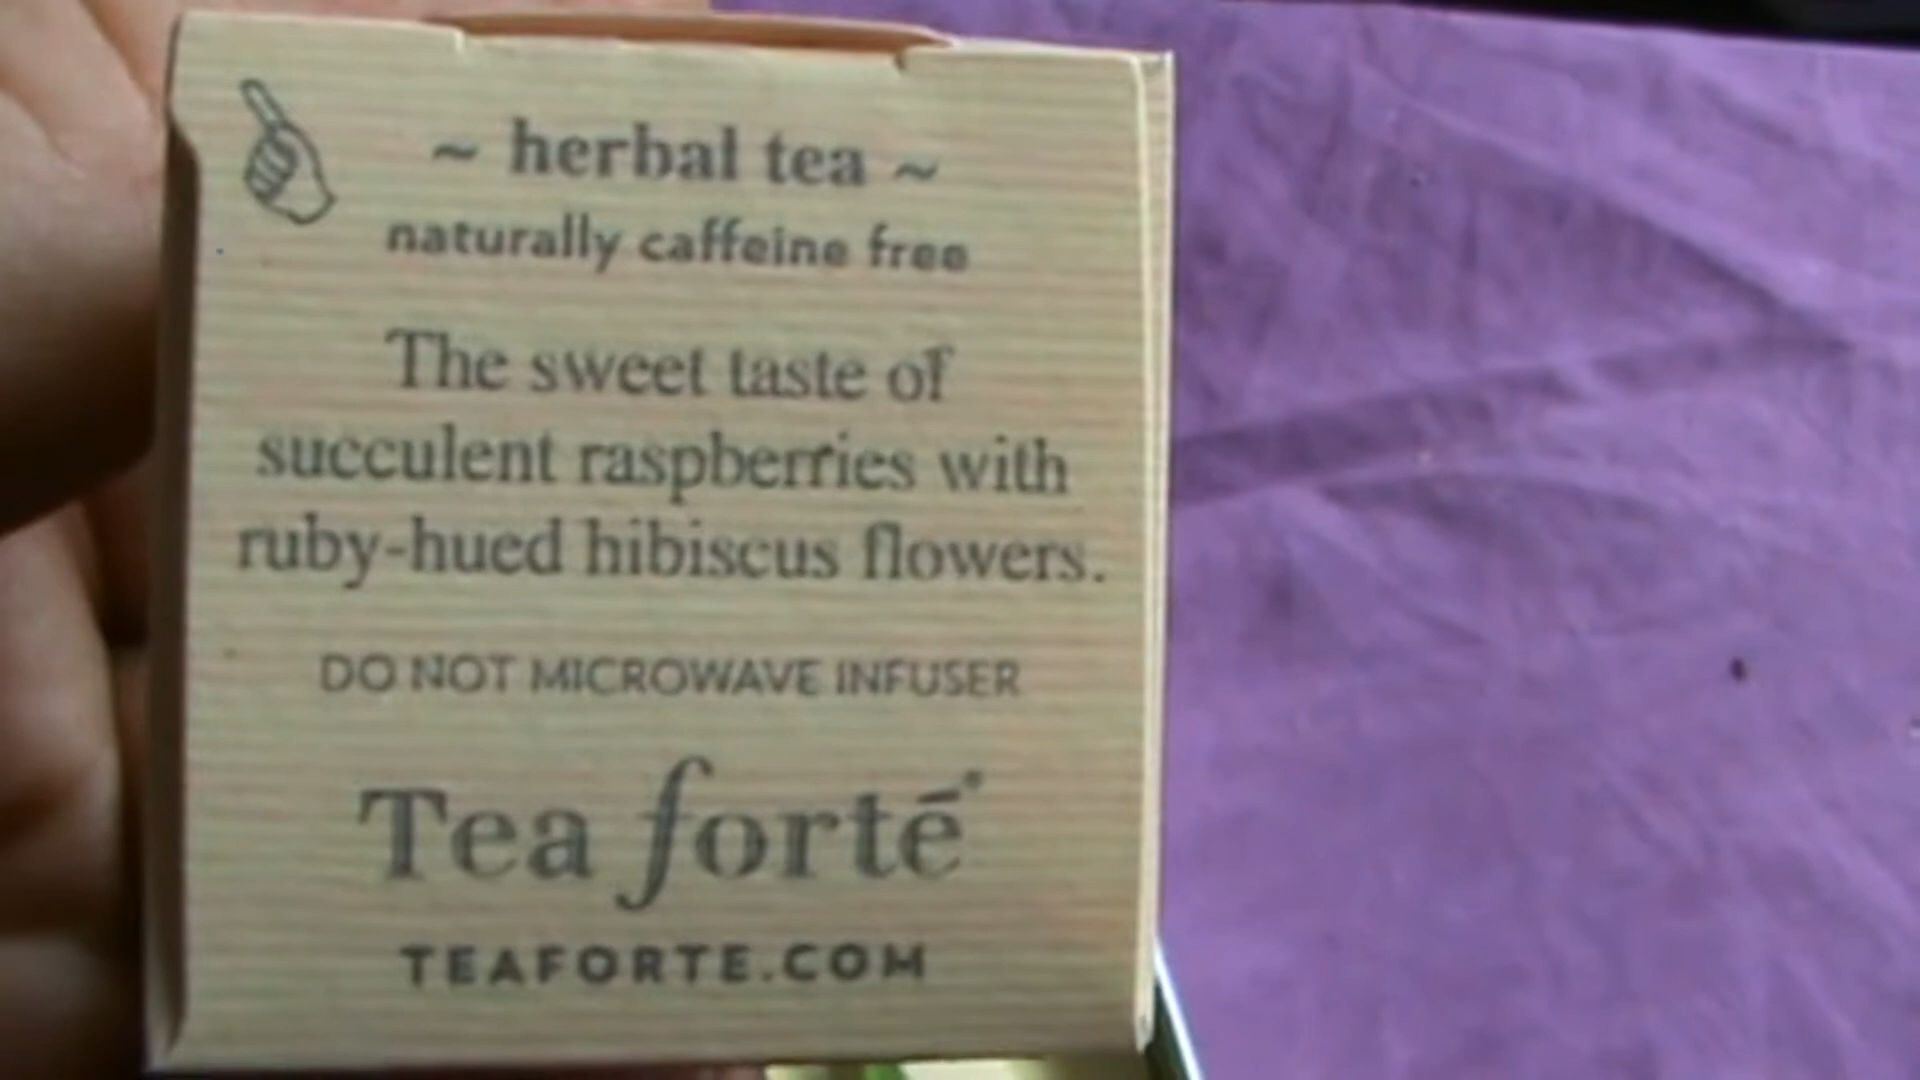 ~ herbal tea ~
naturally caffeine free
The sweet taste of
succulent raspberries with
ruby-hued hibiscus flowers.
DO NOT MICROWAVE INFUSER
Tea forté®
TEAFORTE.COM